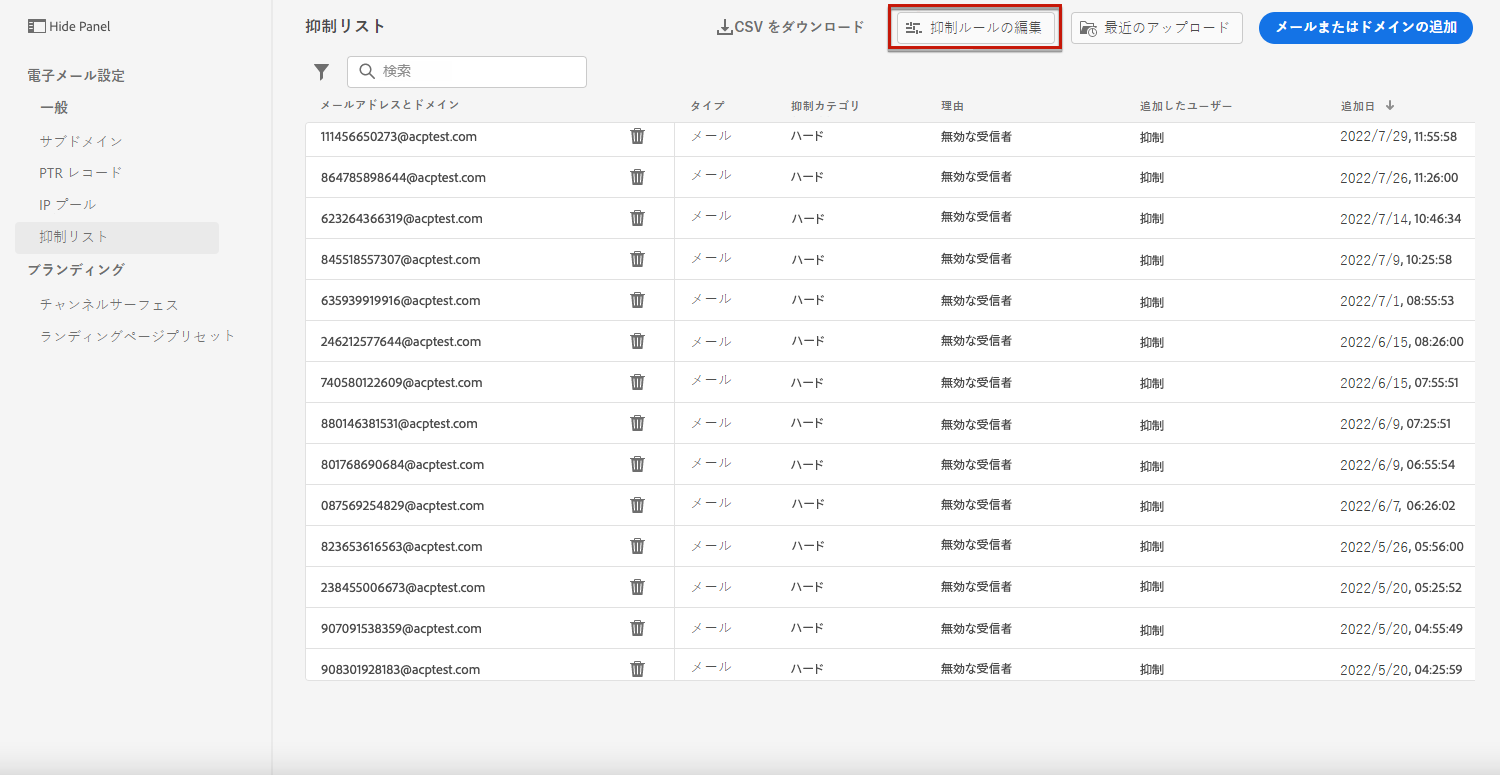 Hide Panel
電子メール設定
一般
サブドメイン
PTR レコード
IP プール
抑制リスト
ブランディング
チャンネルサーフェス
ランディングページプリセット
抑制リスト
CSV をダウンロード
抑制ルールの編集
最近のアップロード
メールまたはドメインの追加
検索
メールアドレスとドメイン タイプ 抑制カテゴリ 理由 追加したユーザー 追加日
111456650273@acptest.com メール ハード 無効な受信者 抑制 2022/7/29, 11:55:58
864785898644@acptest.com メール ハード 無効な受信者 抑制 2022/7/26, 11:26:00
623264366319@acptest.com メール ハード 無効な受信者 抑制 2022/7/14, 10:46:34
845518557307@acptest.com メール ハード 無効な受信者 抑制 2022/7/9, 10:25:58
635939919916@acptest.com メール ハード 無効な受信者 抑制 2022/7/1, 08:55:53
246212577644@acptest.com メール ハード 無効な受信者 抑制 2022/6/15, 08:26:00
740580122609@acptest.com メール ハード 無効な受信者 抑制 2022/6/15, 07:55:51
880146381531@acptest.com メール ハード 無効な受信者 抑制 2022/6/9, 07:25:51
801768690684@acptest.com メール ハード 無効な受信者 抑制 2022/6/9, 06:55:54
087569254829@acptest.com メール ハード 無効な受信者 抑制 2022/6/7, 06:26:02
823653616563@acptest.com メール ハード 無効な受信者 抑制 2022/5/26, 05:56:00
238455006673@acptest.com メール ハード 無効な受信者 抑制 2022/5/20, 05:25:52
907091538359@acptest.com メール ハード 無効な受信者 抑制 2022/5/20, 04:55:49
908301928183@acptest.com メール ハード 無効な受信者 抑制 2022/5/20, 04:25:59